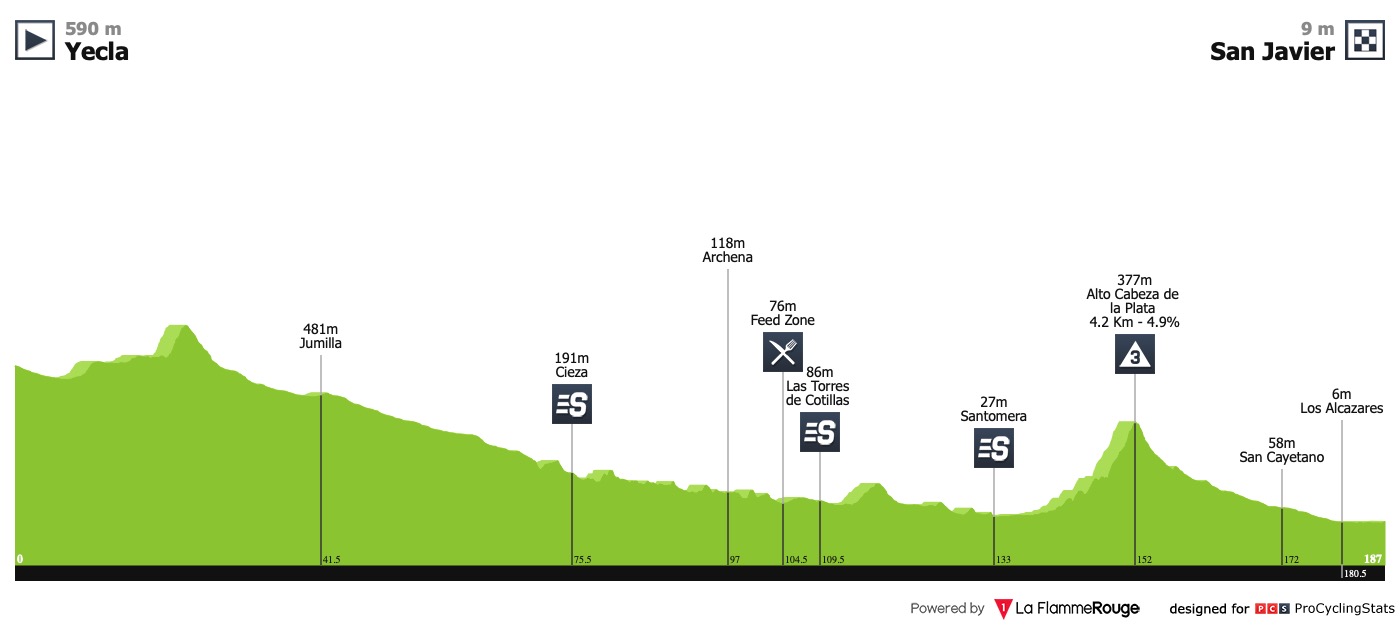 590 m
Yecla
9 m
San Javier
118m
Archena
377m
Alto Cabeza de
la Plata
4.2 Km - 4.9%
3
76m
Feed Zone
481m
Jumilla
191m
Cieza
S
86m
Las Torres
de Cotillas
S
27m
Santomera
S
6m
Los Alcazares
58m
San Cayetano
0
41.5
75.5
97
104.5
109.5
133
152
172
187
180.5
Powered by 1 La FlammeRouge designed for PCS ProCyclingStats